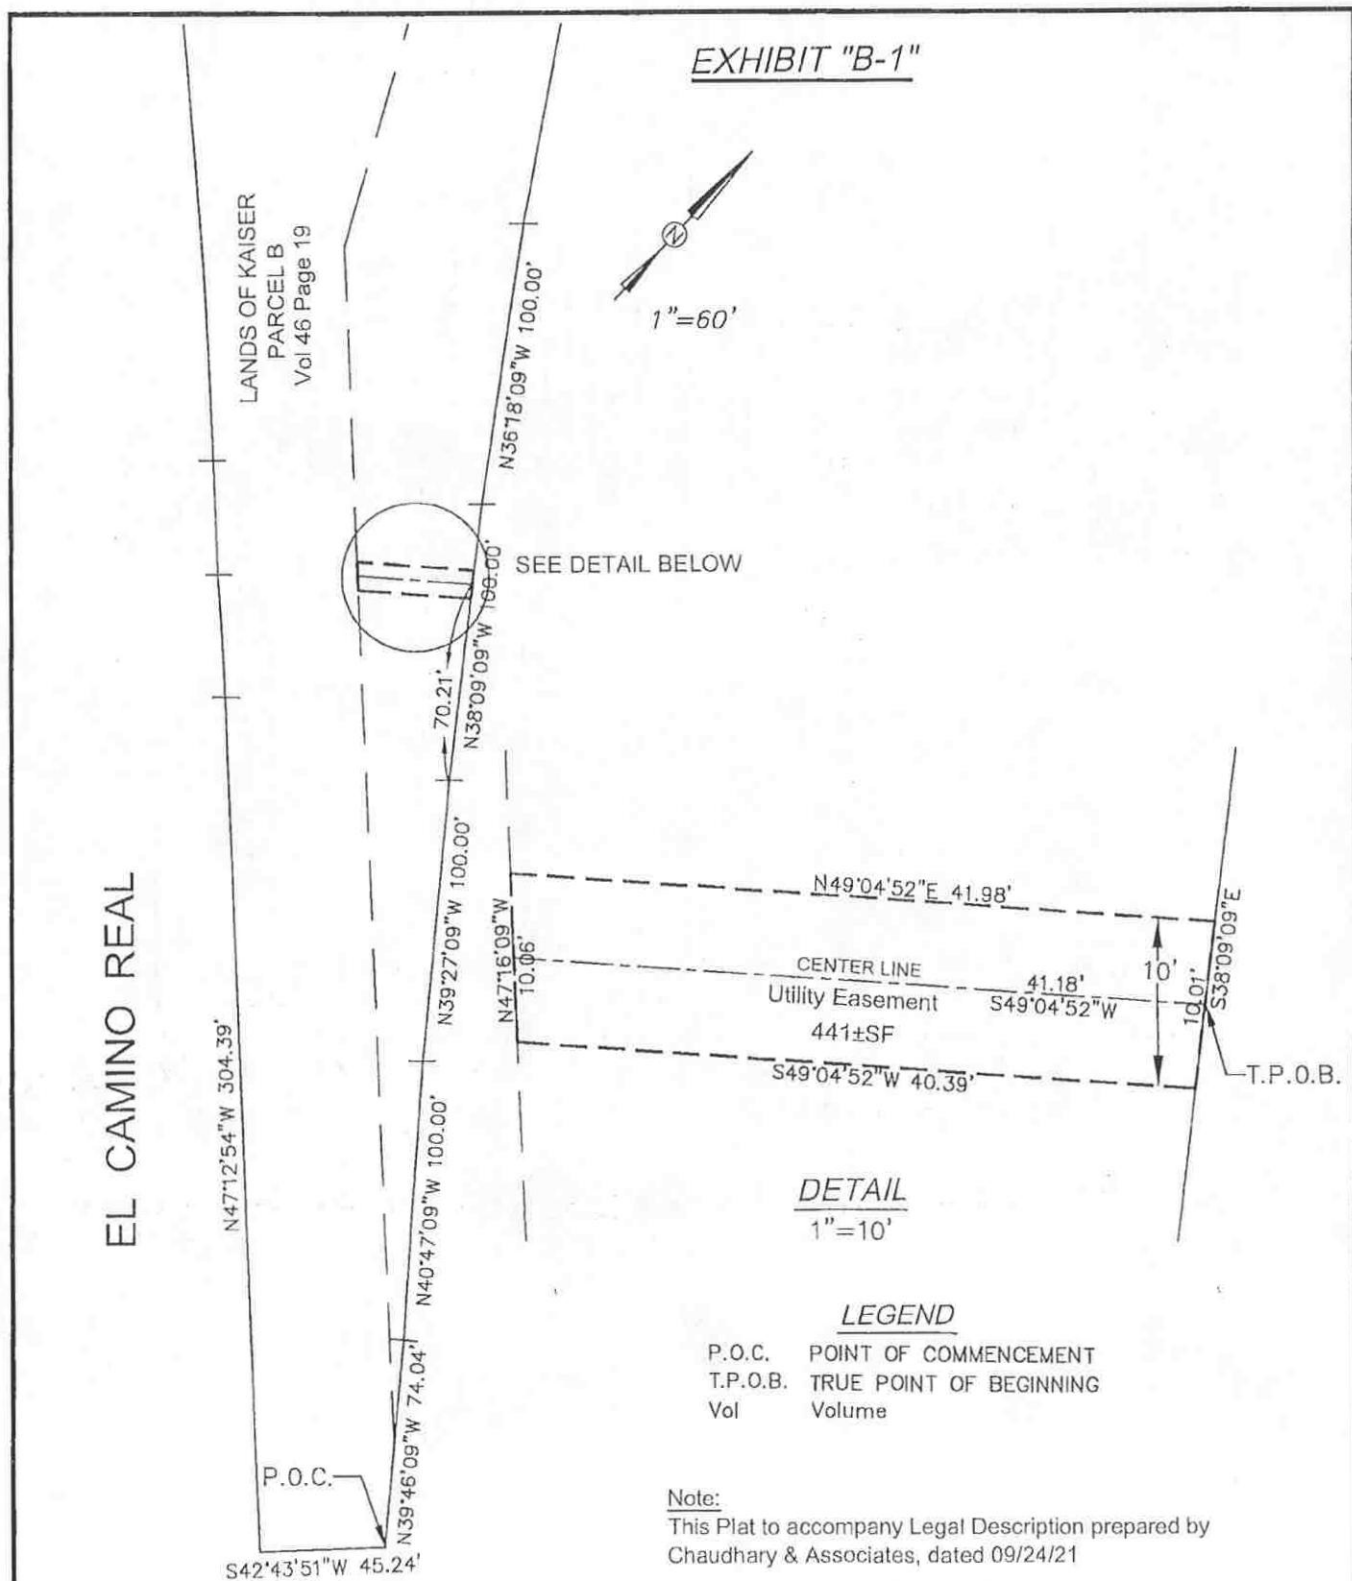 EXHIBIT "B-1"
LANDS OF KAISER
PARCEL B
Vol 46 Page 19
N
1"=60'
N36°18'09"W 100.00'
SEE DETAIL BELOW
N38°09'09"W 100.00'
70.21'
N39°27'09"W 100.00'
N40°47'09"W 100.00'
N39°46'09"W 74.04'
EL CAMINO REAL
N47°12'54"W 304.39'
P.O.C.
S42°43'51"W 45.24'
N49°04'52"E 41.98'
N47°16'09"W
10.06'
CENTER LINE
Utility Easement
441±SF
41.18'
S49°04'52"W
10'
10.01'
S38°09'09"E
S49°04'52"W 40.39'
T.P.O.B.
DETAIL
1"=10'
LEGEND
P.O.C. POINT OF COMMENCEMENT
T.P.O.B. TRUE POINT OF BEGINNING
Vol Volume
Note:
This Plat to accompany Legal Description prepared by
Chaudhary & Associates, dated 09/24/21